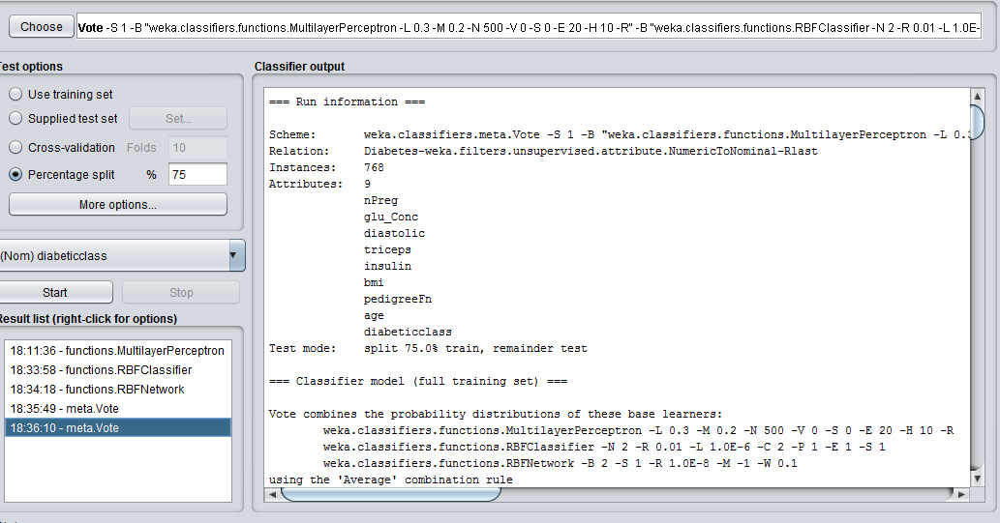 Choose Vote -S 1 -B "weka.classifiers.functions.MultilayerPerceptron -L 0.3 -M 0.2 -N 500 -V 0 -S 0 -E 20 -H 10 -R" -B "weka.classifiers.functions.RBFClassifier -N 2 -R 0.01 -L 1.0E-
Test options
Use training set
Supplied test set Set...
Cross-validation Folds 10
Percentage split % 75
More options...
(Nom) diabeticclass
Start Stop
Result list (right-click for options)
18:11:36 - functions.MultilayerPerceptron
18:33:58 - functions.RBFClassifier
18:34:18 - functions.RBFNetwork
18:35:49 - meta.Vote
18:36:10 - meta.Vote
Classifier output
=== Run information ===
Scheme: weka.classifiers.meta.Vote -S 1 -B "weka.classifiers.functions.MultilayerPerceptron -L 0.3
Relation: Diabetes-weka.filters.unsupervised.attribute.NumericToNominal-Rlast
Instances: 768
Attributes: 9
nPreg
glu_Conc
diastolic
triceps
insulin
bmi
pedigreeFn
age
diabeticclass
Test mode: split 75.0% train, remainder test
=== Classifier model (full training set) ===
Vote combines the probability distributions of these base learners:
weka.classifiers.functions.MultilayerPerceptron -L 0.3 -M 0.2 -N 500 -V 0 -S 0 -E 20 -H 10 -R
weka.classifiers.functions.RBFClassifier -N 2 -R 0.01 -L 1.0E-6 -C 2 -P 1 -E 1 -S 1
weka.classifiers.functions.RBFNetwork -B 2 -S 1 -R 1.0E-8 -M -1 -W 0.1
using the 'Average' combination rule